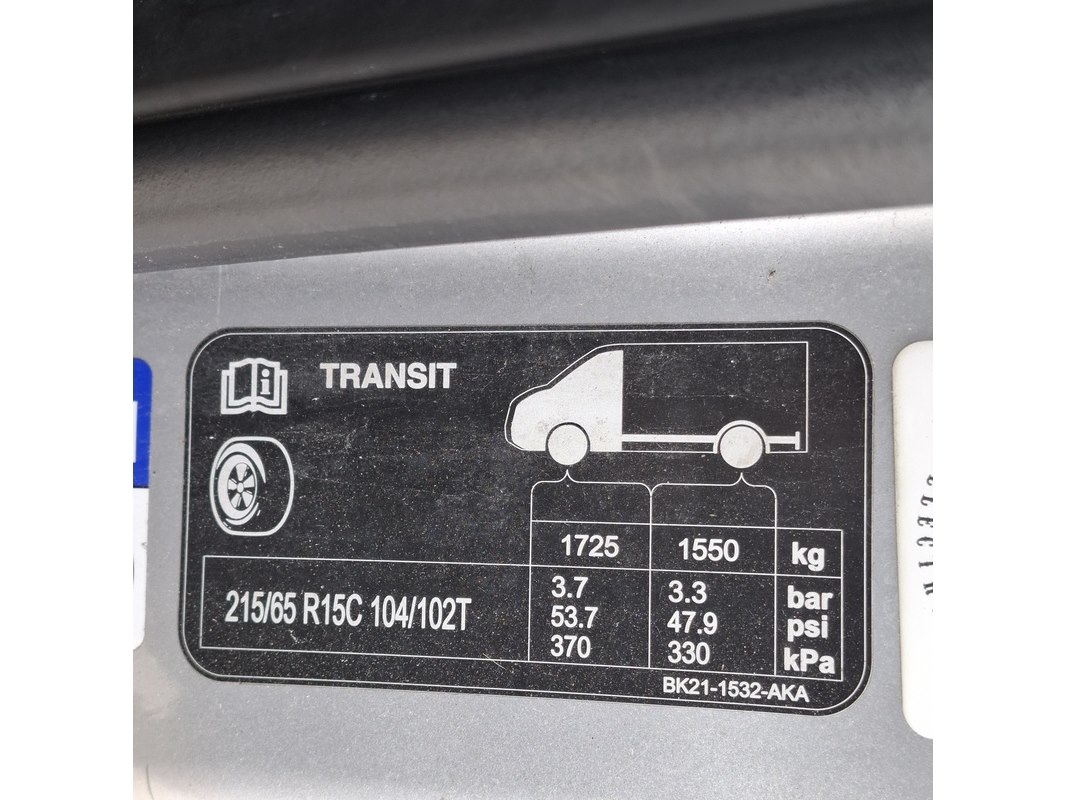 TRANSIT
1725 1550 kg
215/65 R15C 104/102T
3.7 3.3 bar
53.7 47.9 psi
370 330 kPa
BK21-1532-AKA